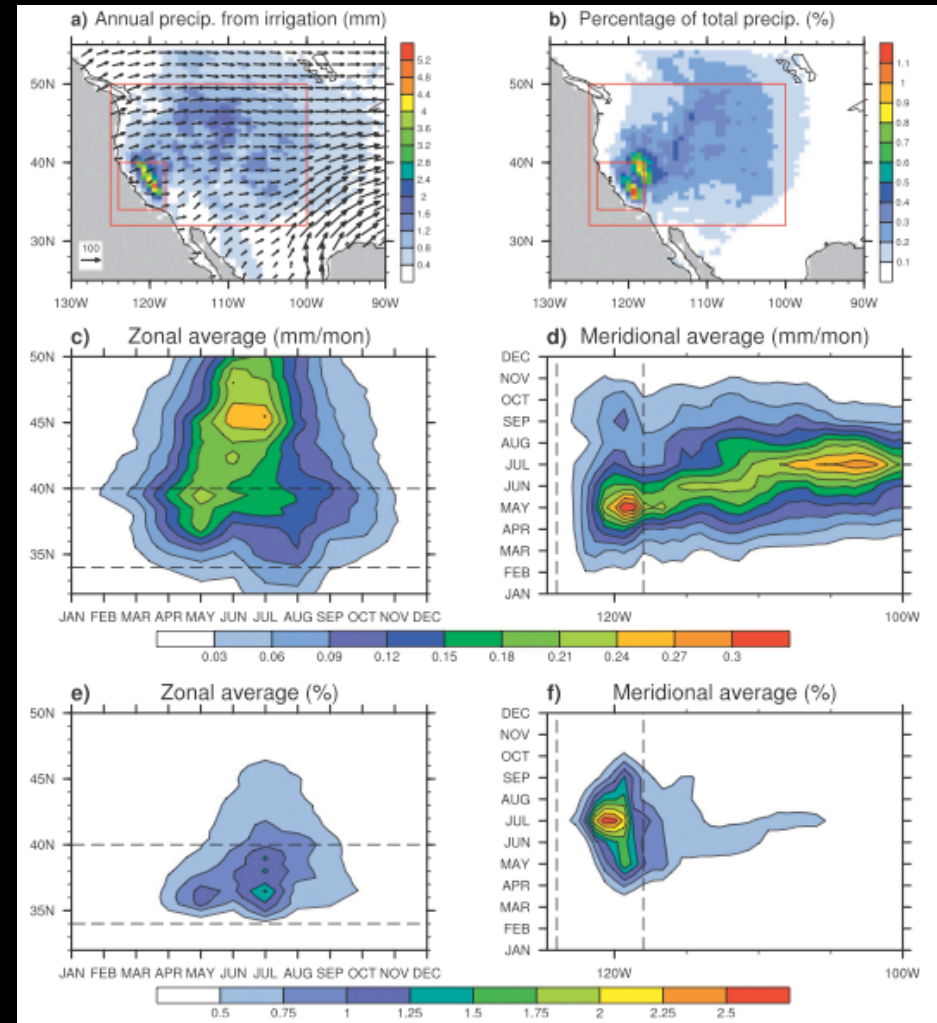 a) Annual precip. from irrigation (mm)
b) Percentage of total precip. (%)
50N
40N
30N
100
130W 120W 110W 100W 90W
5.2
4.8
4.4
4
3.6
3.2
2.8
2.4
2
1.6
1.2
0.8
0.4
50N
40N
30N
130W 120W 110W 100W 90W
1.1
1
0.9
0.8
0.7
0.6
0.5
0.4
0.3
0.2
0.1
c) Zonal average (mm/mon)
d) Meridional average (mm/mon)
50N
45N
40N
35N
JAN FEB MAR APR MAY JUN JUL AUG SEP OCT NOV DEC
DEC
NOV
OCT
SEP
AUG
JUL
JUN
MAY
APR
MAR
FEB
JAN
120W 100W
0.03 0.06 0.09 0.12 0.15 0.18 0.21 0.24 0.27 0.3
e) Zonal average (%)
f) Meridional average (%)
50N
45N
40N
35N
JAN FEB MAR APR MAY JUN JUL AUG SEP OCT NOV DEC
DEC
NOV
OCT
SEP
AUG
JUL
JUN
MAY
APR
MAR
FEB
JAN
120W 100W
0.5 0.75 1 1.25 1.5 1.75 2 2.25 2.5